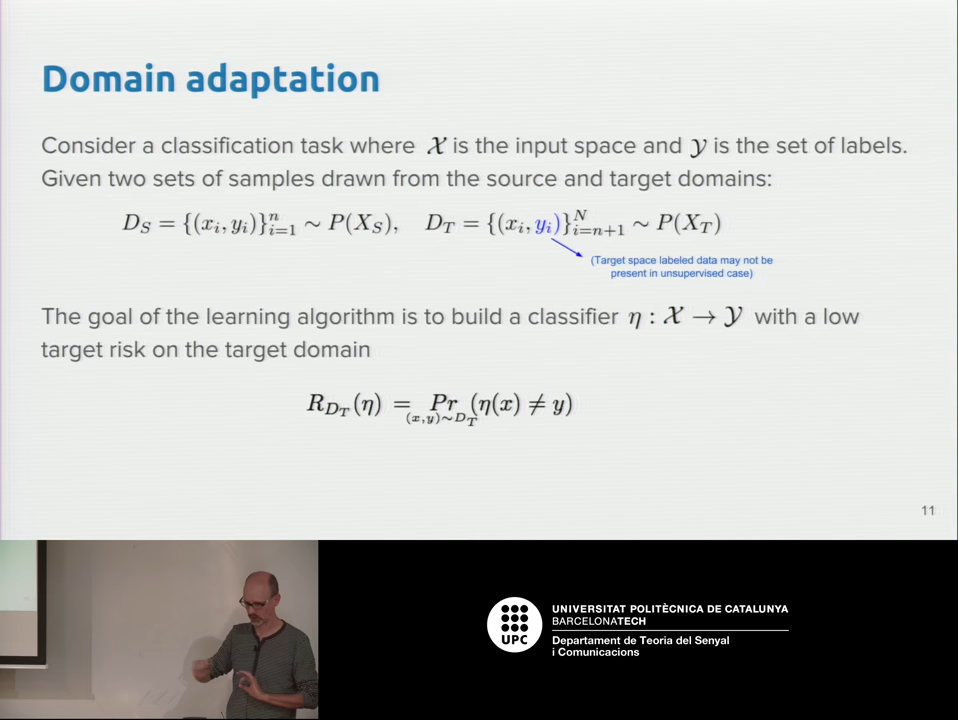 Domain adaptation
Consider a classification task where 𝒳 is the input space and 𝒴 is the set of labels.
Given two sets of samples drawn from the source and target domains:
D_S = {(x_i, y_i)}_{i=1}^n ∼ P(X_S), D_T = {(x_i, y_i)}_{i=n+1}^N ∼ P(X_T)
(Target space labeled data may not be
present in unsupervised case)
The goal of the learning algorithm is to build a classifier η : 𝒳 → 𝒴 with a low
target risk on the target domain
R_{D_T}(η) = Pr_{(x,y)∼D_T}(η(x) ≠ y)
11
UPC
UNIVERSITAT POLITÈCNICA DE CATALUNYA
BARCELONATECH
Departament de Teoria del Senyal
i Comunicacions